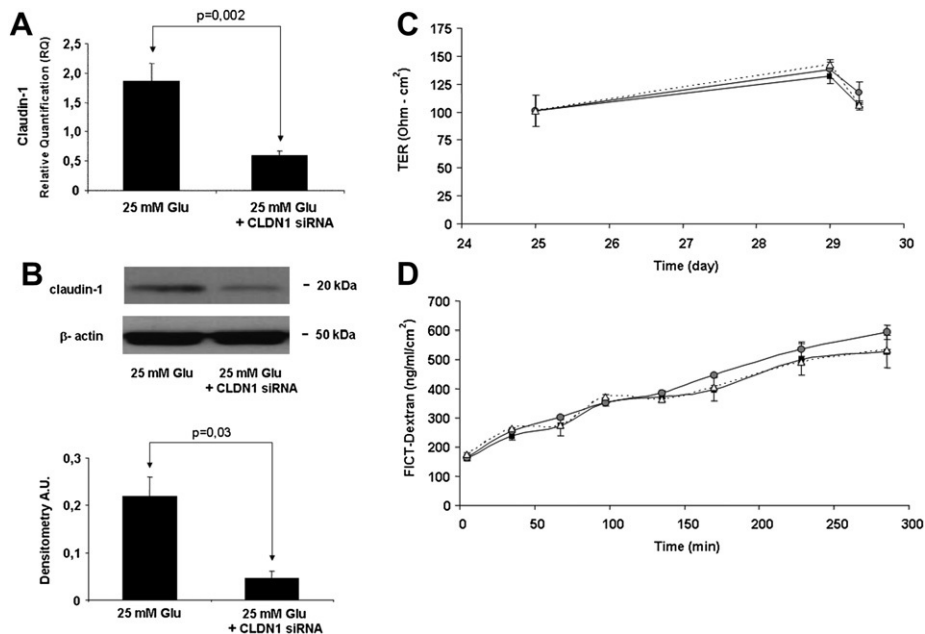 A
p=0,002
Claudin-1
Relative Quantification (RQ)
2,5
2,0
1,5
1,0
0,5
0
25 mM Glu
25 mM Glu
+ CLDN1 siRNA
B
claudin-1
– 20 kDa
β- actin
– 50 kDa
25 mM Glu
25 mM Glu
+ CLDN1 siRNA
p=0,03
Densitometry A.U.
0,3
0,2
0,1
0
25 mM Glu
25 mM Glu
+ CLDN1 siRNA
C
TER (Ohm - cm²)
150
125
100
75
50
25
0
24 25 26 27 28 29 30
Time (day)
D
FICT-Dextran (ng/ml/cm²)
700
600
500
400
300
200
100
0
0 50 100 150 200 250 300
Time (min)